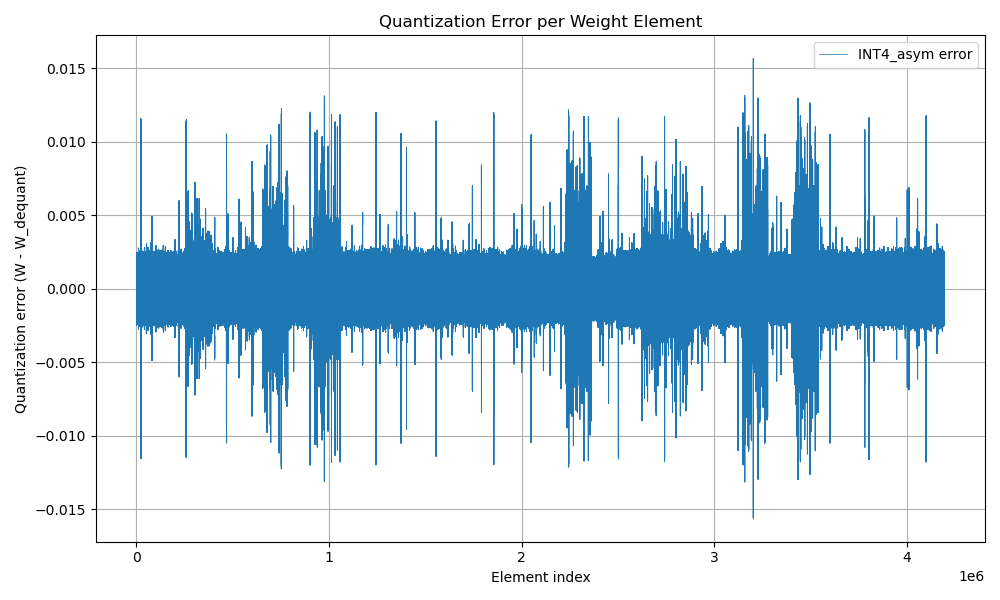 Quantization Error per Weight Element
INT4_asym error
Quantization error (W - W_dequant)
0.015
0.010
0.005
0.000
−0.005
−0.010
−0.015
0 1 2 3 4
1e6
Element index